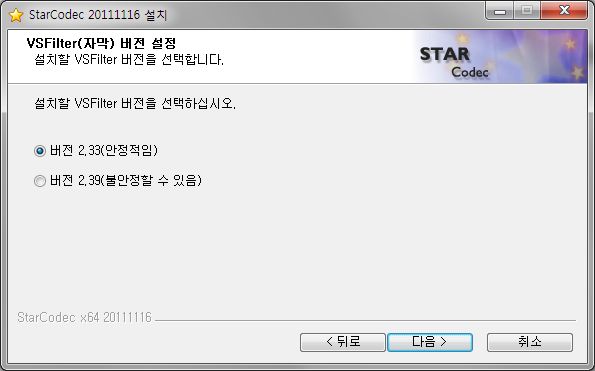 StarCodec 20111116 설치
VSFilter(자막) 버전 설정
설치할 VSFilter 버전을 선택합니다.
STAR
Codec
설치할 VSFilter 버전을 선택하십시오.
버전 2.33(안정적임)
버전 2.39(불안정할 수 있음)
StarCodec x64 20111116
< 뒤로
다음 >
취소